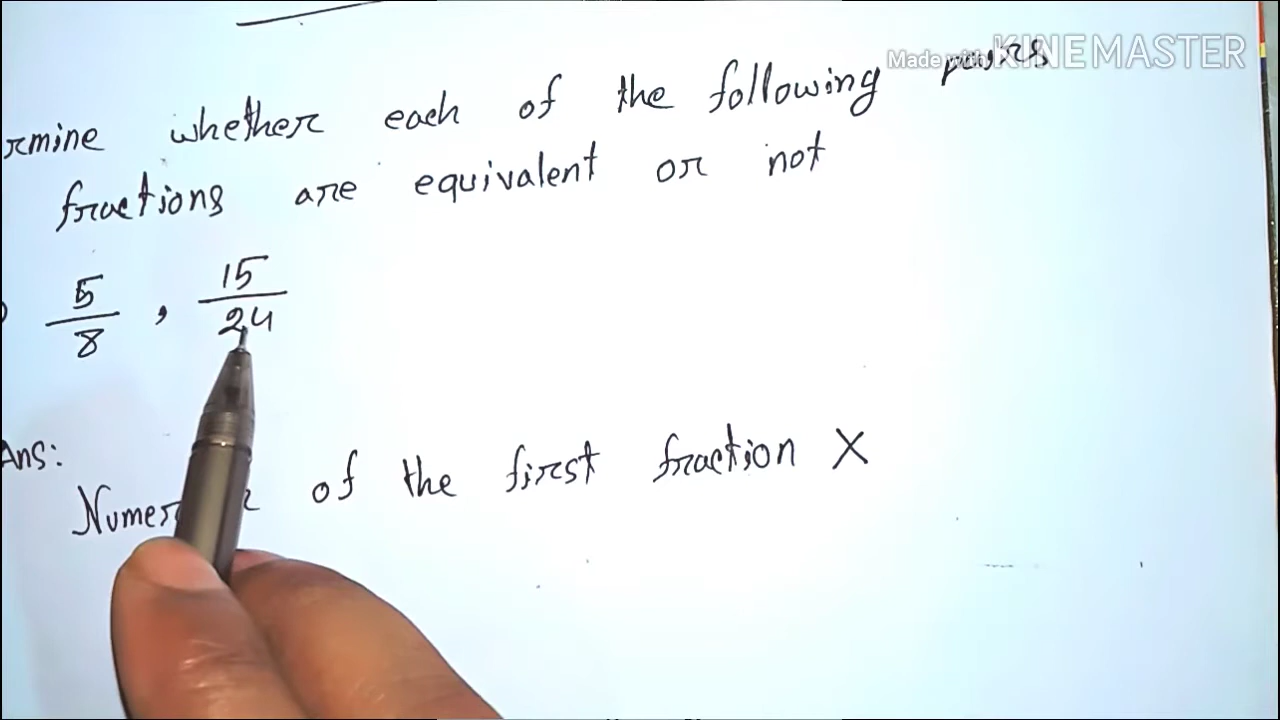 Made with KINEMASTER
rmine whether each of the following pairs
fractions are equivalent or not
5/8 , 15/24
Ans:
of the first fraction X